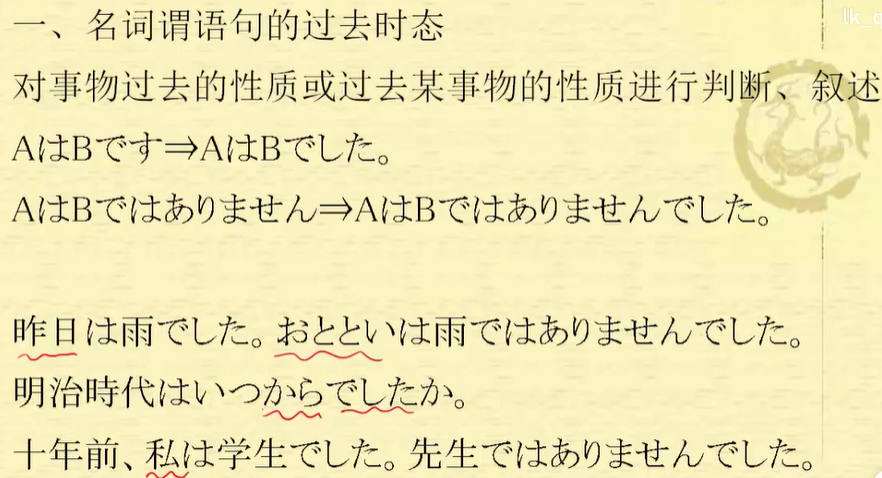 一、名词谓语句的过去时态
对事物过去的性质或过去某事物的性质进行判断、叙述
AはBです⇒AはBでした。
AはBではありません⇒AはBではありませんでした。
昨日は雨でした。おとといは雨ではありませんでした。
明治時代はいつからでしたか。
十年前、私は学生でした。先生ではありませんでした。